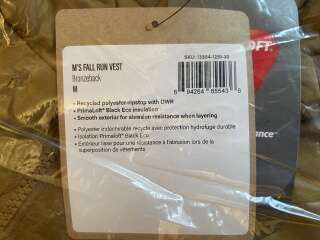 SKU: 13304-1259-30
M'S FALL RUN VEST
Bronzeback
M
• Recycled polyester ripstop with DWR
• PrimaLoft® Black Eco insulation
• Smooth exterior for abrasion resistance when layering
• Polyester indéchirable recyclé avec protection hydrofuge durable
• Isolation PrimaLoft® Black Eco
• Extérieur lisse pour une résistance à l'abrasion lors de la
superposition de vêtements